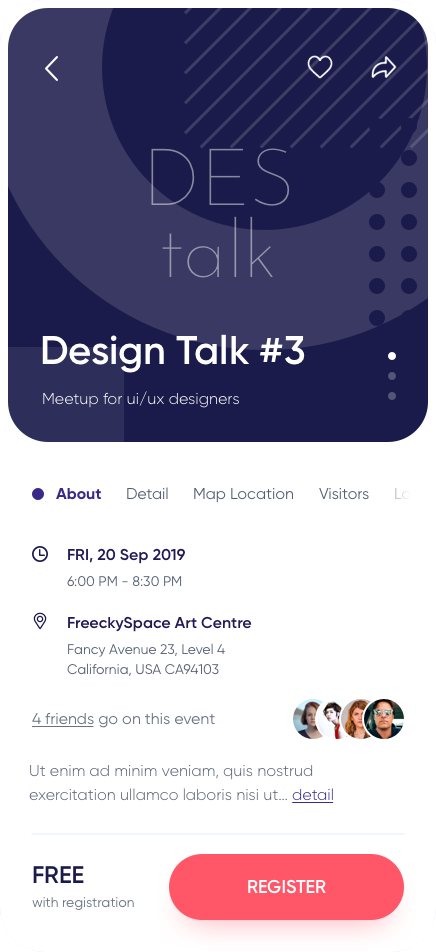 DES
talk
Design Talk #3
Meetup for ui/ux designers
About Detail Map Location Visitors
FRI, 20 Sep 2019
6:00 PM - 8:30 PM
FreeckySpace Art Centre
Fancy Avenue 23, Level 4
California, USA CA94103
4 friends go on this event
Ut enim ad minim veniam, quis nostrud
exercitation ullamco laboris nisi ut... detail
FREE
with registration
REGISTER